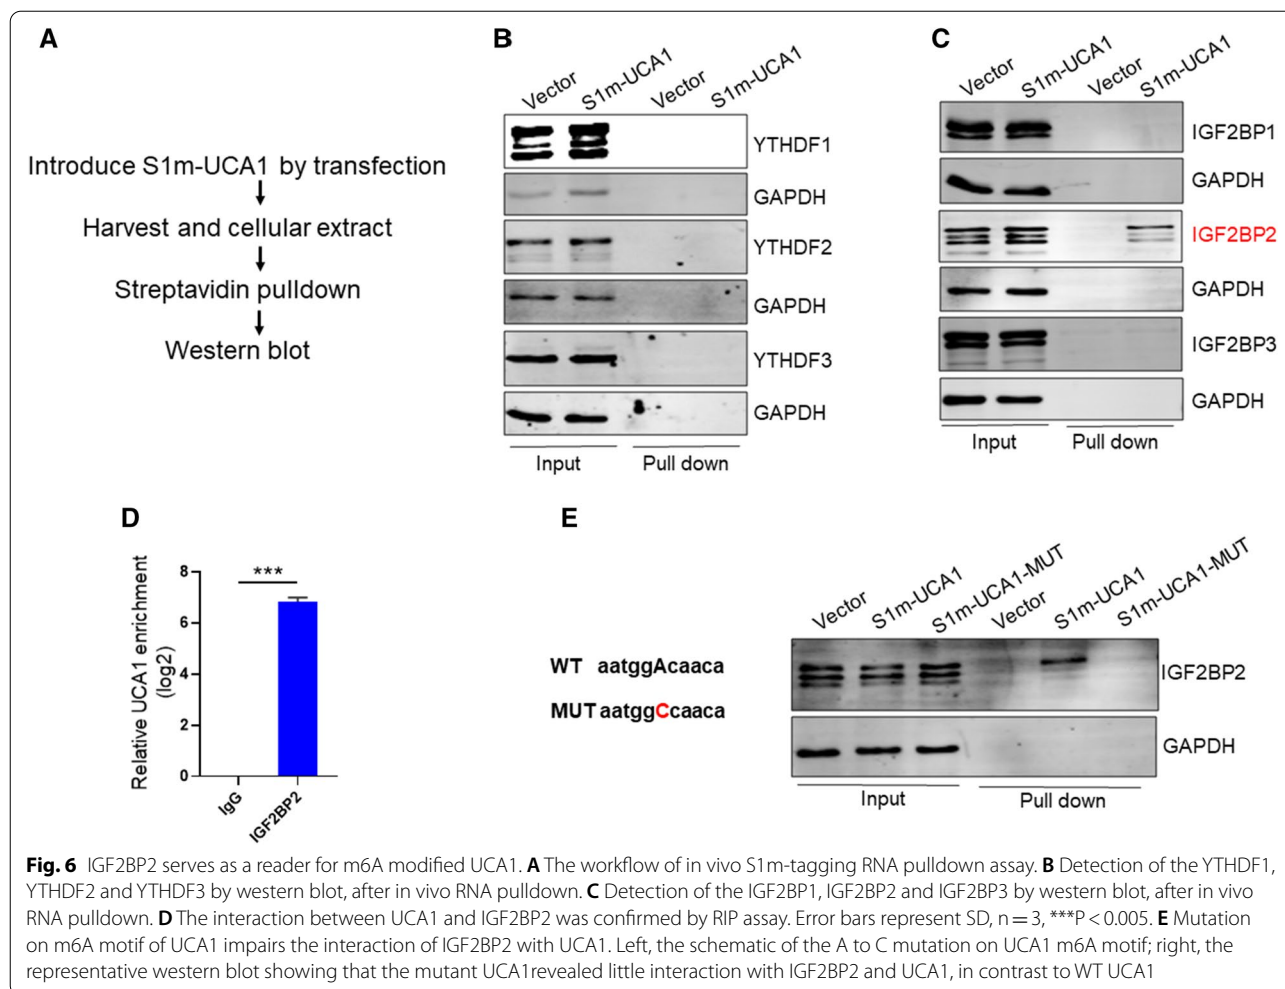 A
Introduce S1m-UCA1 by transfection
Harvest and cellular extract
Streptavidin pulldown
Western blot
B
Vector
S1m-UCA1
Vector
S1m-UCA1
YTHDF1
GAPDH
YTHDF2
GAPDH
YTHDF3
GAPDH
Input
Pull down
C
Vector
S1m-UCA1
Vector
S1m-UCA1
IGF2BP1
GAPDH
IGF2BP2
GAPDH
IGF2BP3
GAPDH
Input
Pull down
D
Relative UCA1 enrichment
(log2)
8
6
4
2
0
***
IgG
IGF2BP2
E
WT aatggAcaaca
MUT aatggCcaaca
Vector
S1m-UCA1
S1m-UCA1-MUT
Vector
S1m-UCA1
S1m-UCA1-MUT
IGF2BP2
GAPDH
Input
Pull down
Fig. 6 IGF2BP2 serves as a reader for m6A modified UCA1. A The workflow of in vivo S1m-tagging RNA pulldown assay. B Detection of the YTHDF1,
YTHDF2 and YTHDF3 by western blot, after in vivo RNA pulldown. C Detection of the IGF2BP1, IGF2BP2 and IGF2BP3 by western blot, after in vivo
RNA pulldown. D The interaction between UCA1 and IGF2BP2 was confirmed by RIP assay. Error bars represent SD, n = 3, ***P < 0.005. E Mutation
on m6A motif of UCA1 impairs the interaction of IGF2BP2 with UCA1. Left, the schematic of the A to C mutation on UCA1 m6A motif; right, the
representative western blot showing that the mutant UCA1revealed little interaction with IGF2BP2 and UCA1, in contrast to WT UCA1